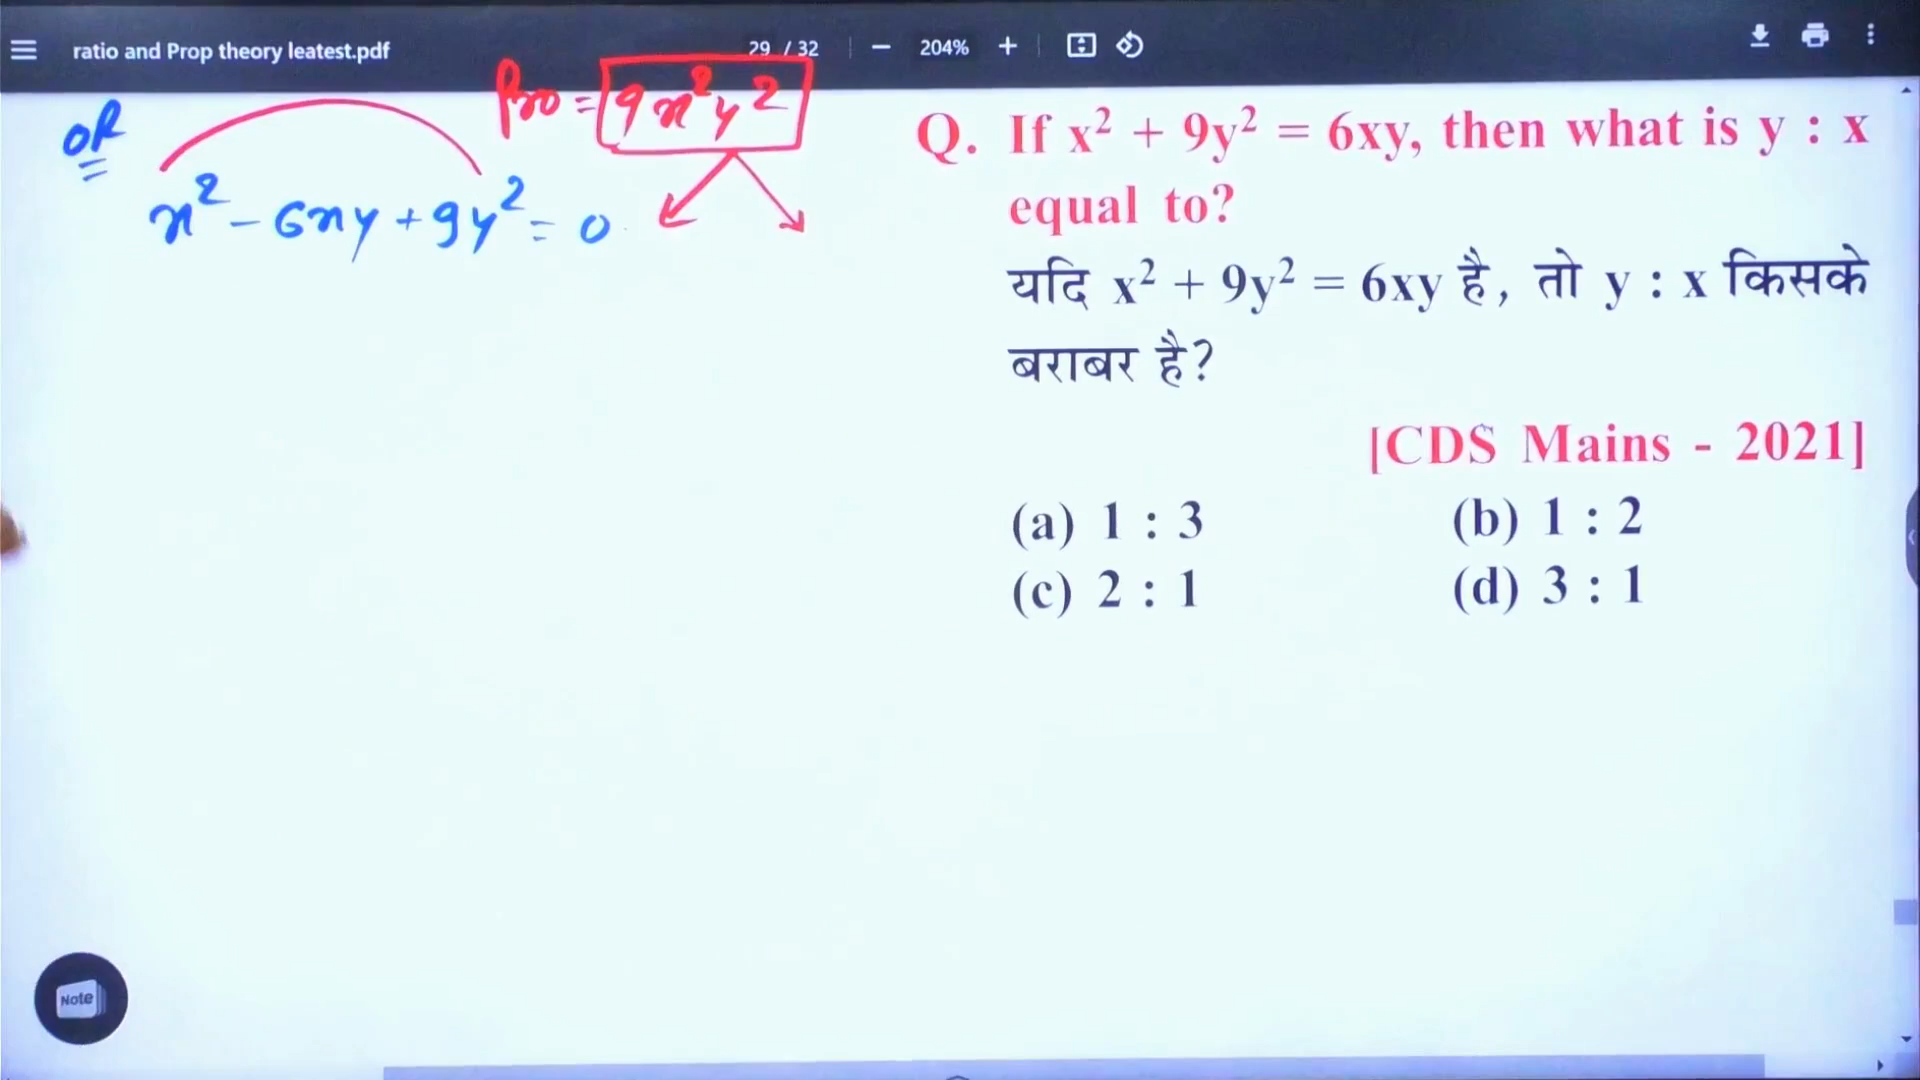 ratio and Prop theory leatest.pdf
29 / 32
204%
OR
Pro = 9x²y²
x² - 6xy + 9y² = 0
Q. If x² + 9y² = 6xy, then what is y : x
equal to?
यदि x² + 9y² = 6xy है, तो y : x किसके
बराबर है?
[CDS Mains - 2021]
(a) 1 : 3 (b) 1 : 2
(c) 2 : 1 (d) 3 : 1
Note